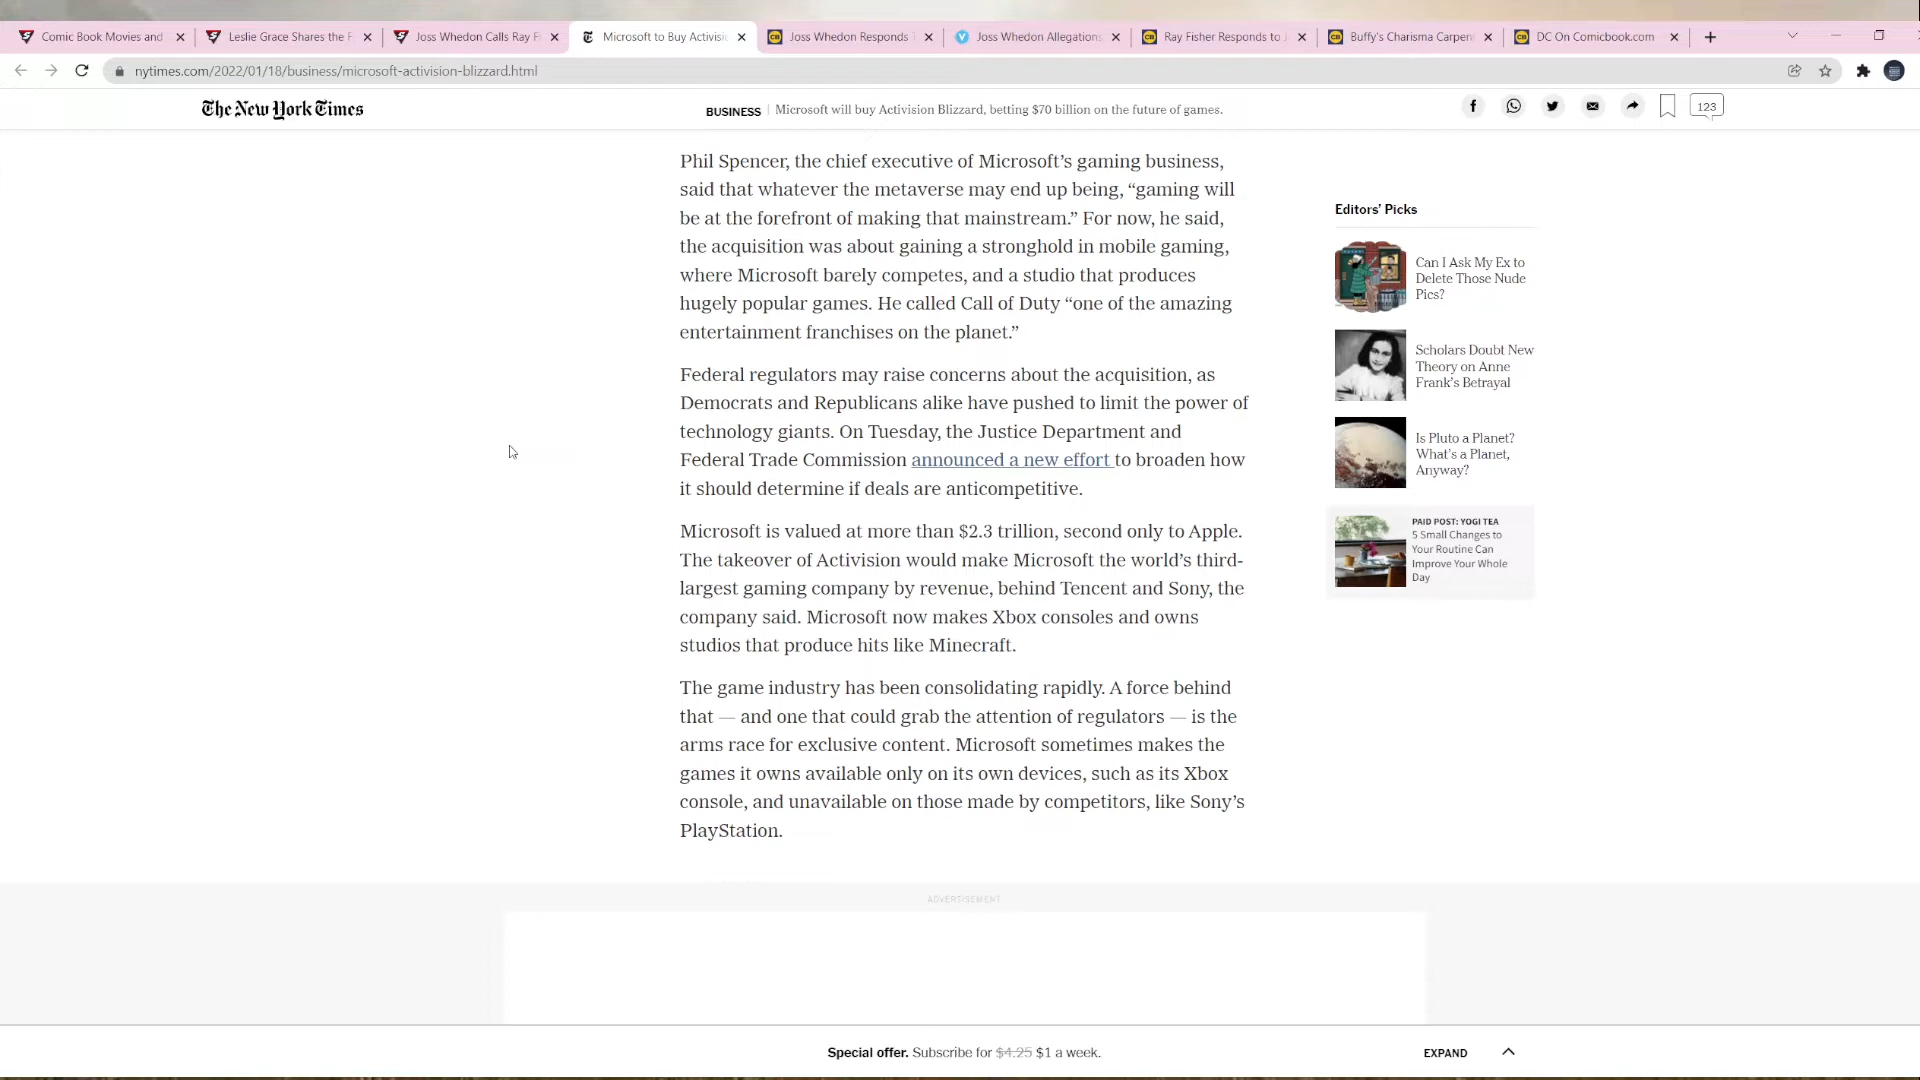 Comic Book Movies and
Leslie Grace Shares the F
Joss Whedon Calls Ray Fi
Microsoft to Buy Activisi
Joss Whedon Responds T
Joss Whedon Allegations
Ray Fisher Responds to J
Buffy's Charisma Carpen
DC On Comicbook.com
nytimes.com/2022/01/18/business/microsoft-activision-blizzard.html
The New York Times
BUSINESS | Microsoft will buy Activision Blizzard, betting $70 billion on the future of games.
123
Phil Spencer, the chief executive of Microsoft’s gaming business,
said that whatever the metaverse may end up being, “gaming will
be at the forefront of making that mainstream.” For now, he said,
the acquisition was about gaining a stronghold in mobile gaming,
where Microsoft barely competes, and a studio that produces
hugely popular games. He called Call of Duty “one of the amazing
entertainment franchises on the planet.”
Federal regulators may raise concerns about the acquisition, as
Democrats and Republicans alike have pushed to limit the power of
technology giants. On Tuesday, the Justice Department and
Federal Trade Commission announced a new effort to broaden how
it should determine if deals are anticompetitive.
Microsoft is valued at more than $2.3 trillion, second only to Apple.
The takeover of Activision would make Microsoft the world’s third-
largest gaming company by revenue, behind Tencent and Sony, the
company said. Microsoft now makes Xbox consoles and owns
studios that produce hits like Minecraft.
The game industry has been consolidating rapidly. A force behind
that — and one that could grab the attention of regulators — is the
arms race for exclusive content. Microsoft sometimes makes the
games it owns available only on its own devices, such as its Xbox
console, and unavailable on those made by competitors, like Sony’s
PlayStation.
Editors’ Picks
Can I Ask My Ex to
Delete Those Nude
Pics?
Scholars Doubt New
Theory on Anne
Frank’s Betrayal
Is Pluto a Planet?
What’s a Planet,
Anyway?
PAID POST: YOGI TEA
5 Small Changes to
Your Routine Can
Improve Your Whole
Day
ADVERTISEMENT
Special offer. Subscribe for $4.25 $1 a week.
EXPAND